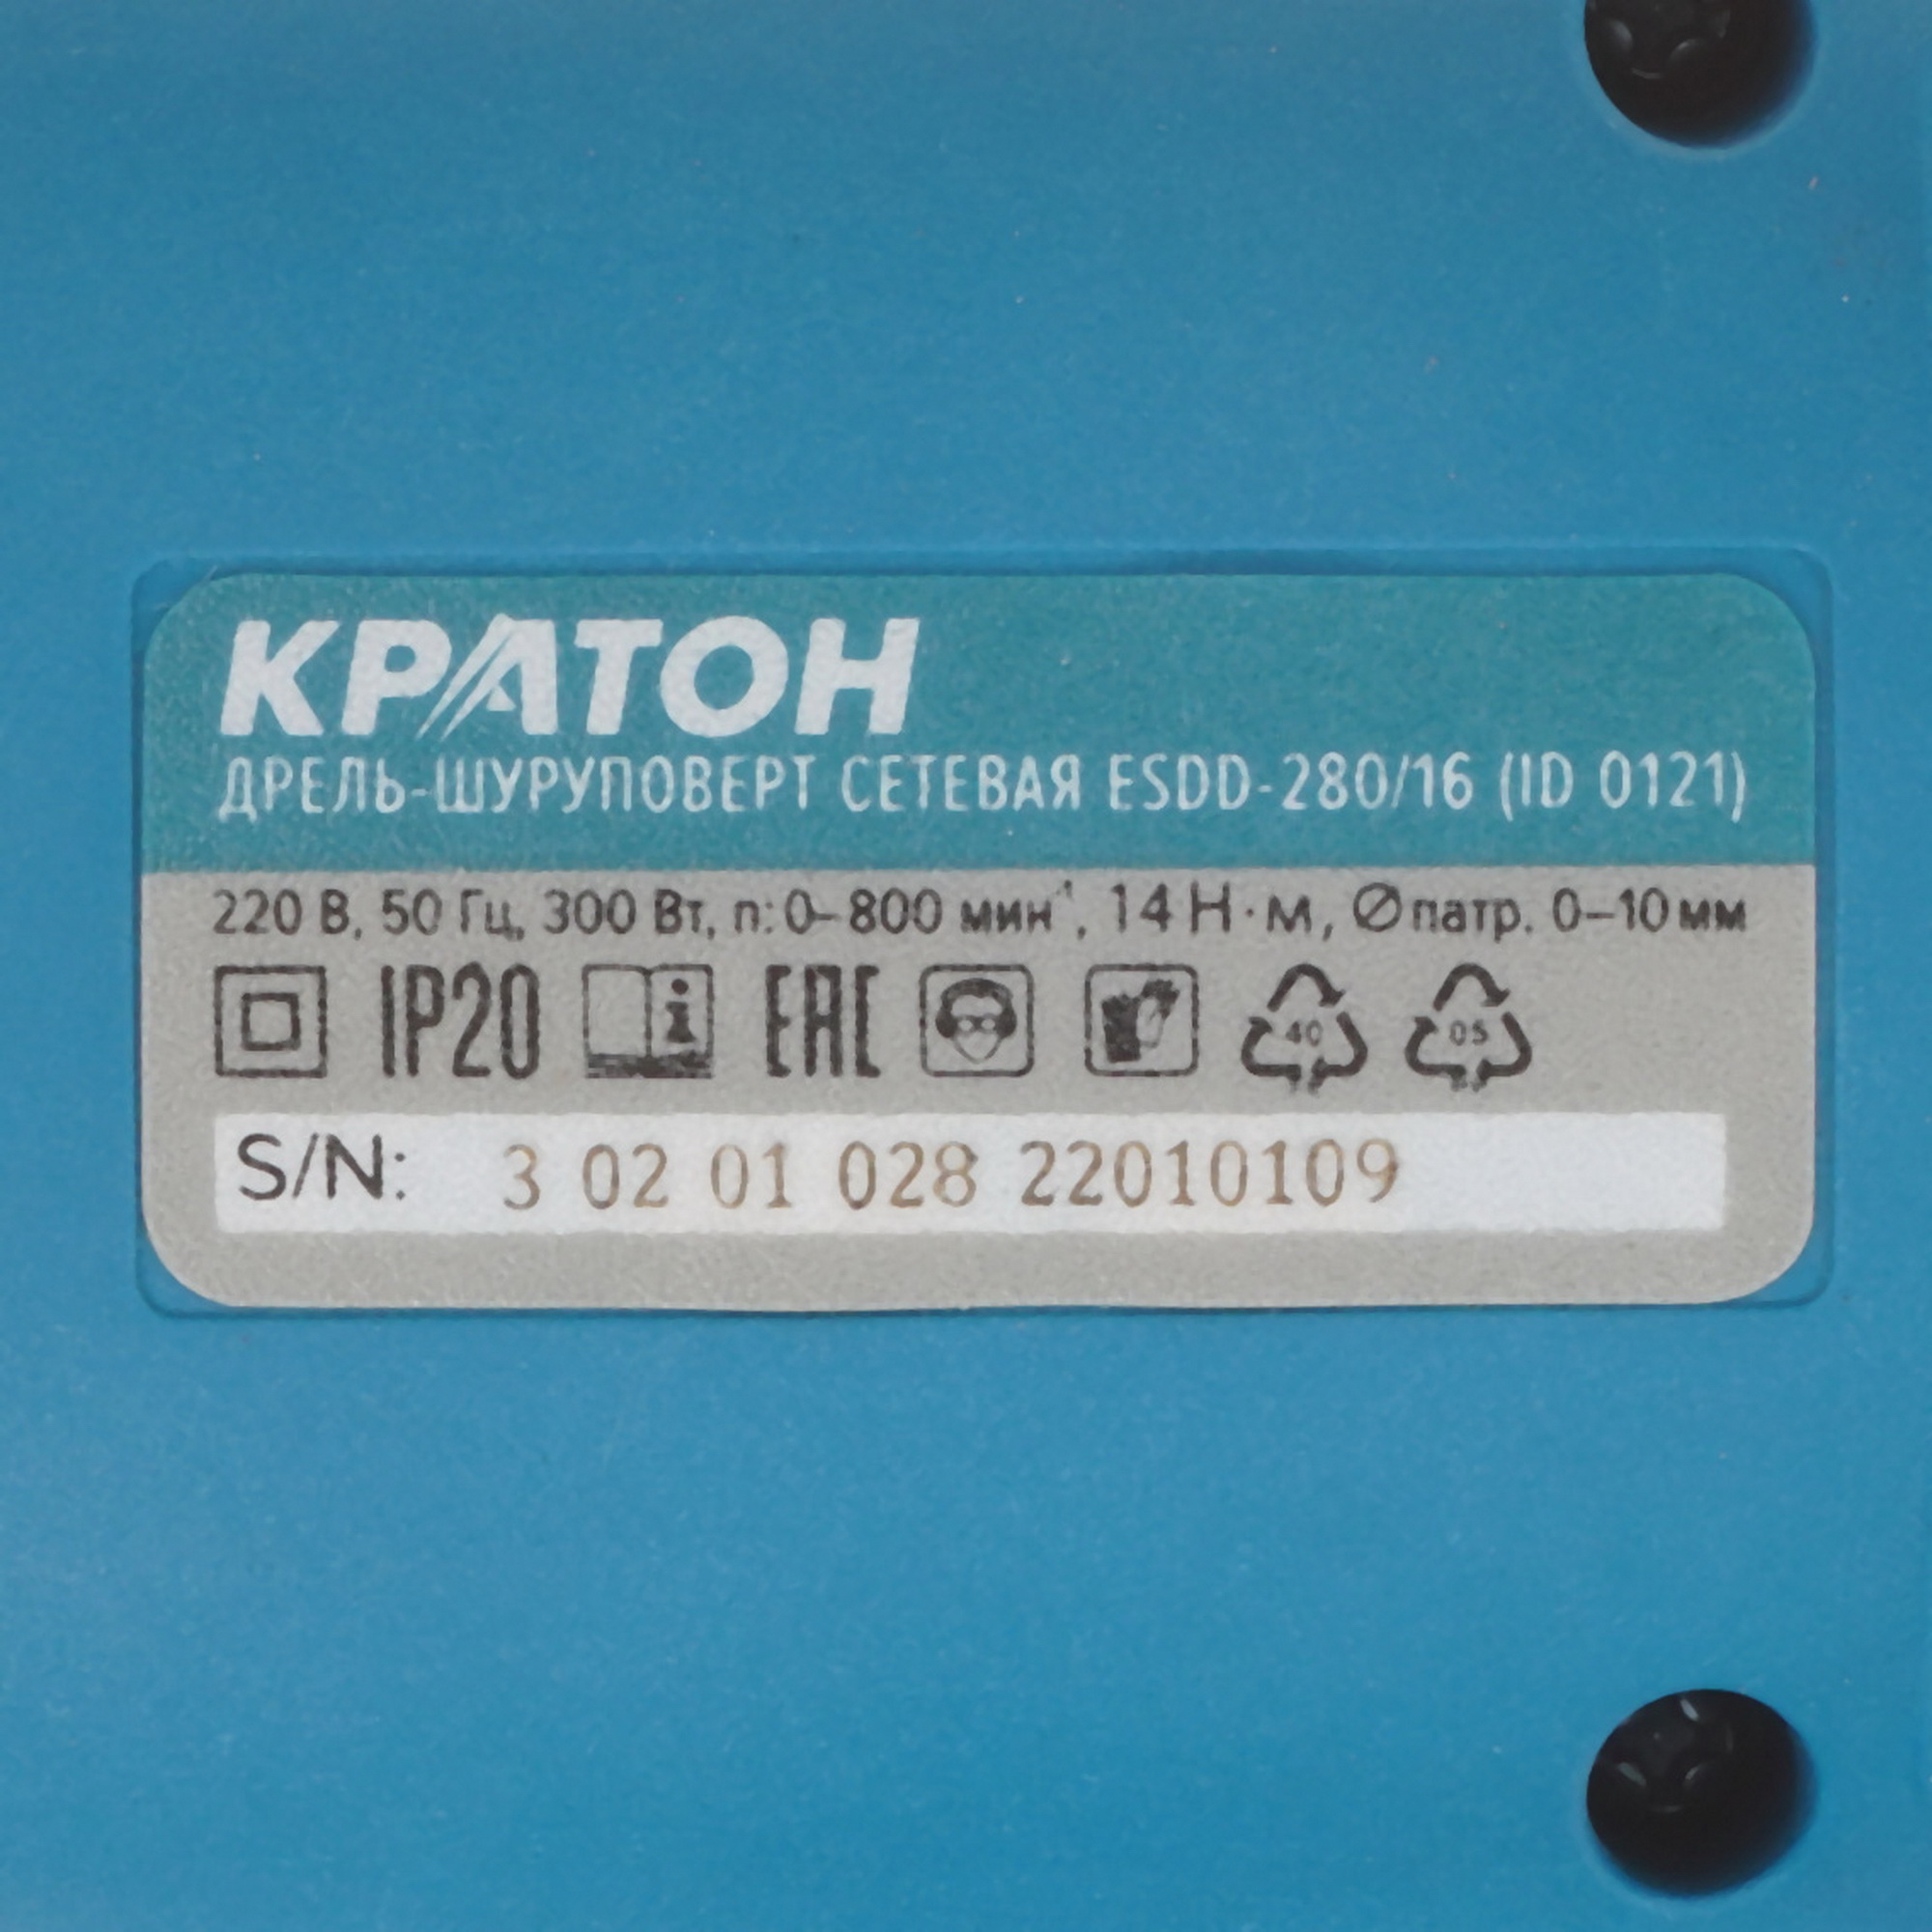 КРАТОН
ДРЕЛЬ-ШУРУПОВЕРТ СЕТЕВАЯ ESDD-280/16 (ID 0121)
220 В, 50 Гц, 300 Вт, n: 0–800 мин⁻¹, 14 Н·м, ∅ патр. 0–10 мм
IP20 i EAC 40 05
S/N: 3 02 01 028 22010109